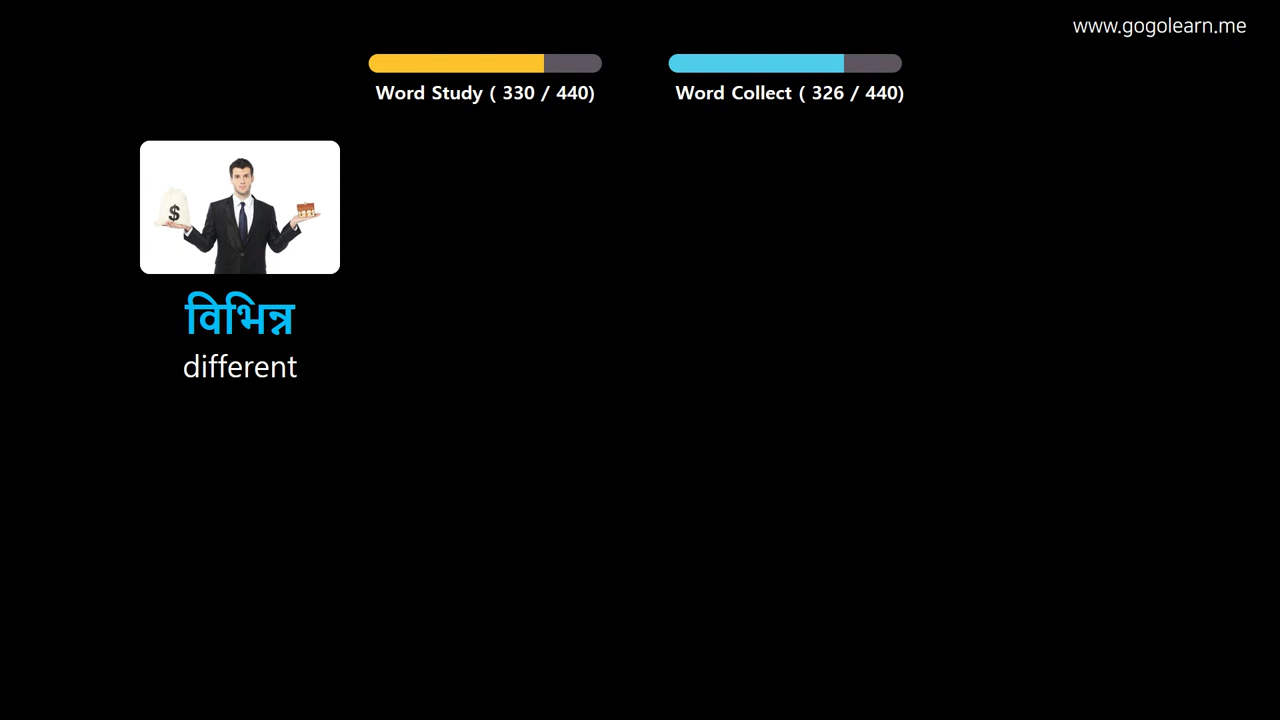 www.gogolearn.me
Word Study ( 330 / 440)
Word Collect ( 326 / 440)
$
विभिन्न
different